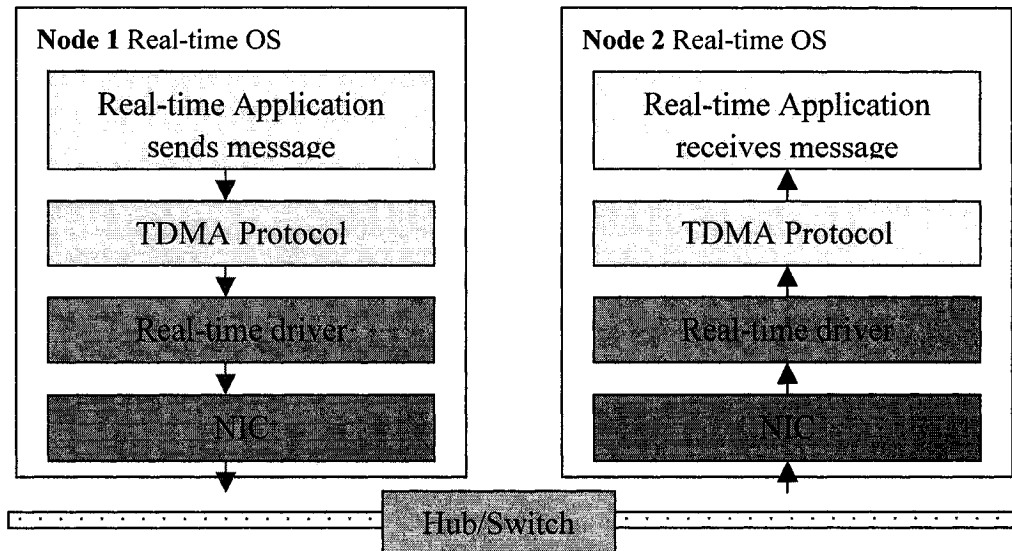 Node 1 Real-time OS
Real-time Application
sends message
TDMA Protocol
Real-time driver
NIC
Node 2 Real-time OS
Real-time Application
receives message
TDMA Protocol
Real-time driver
NIC
Hub/Switch